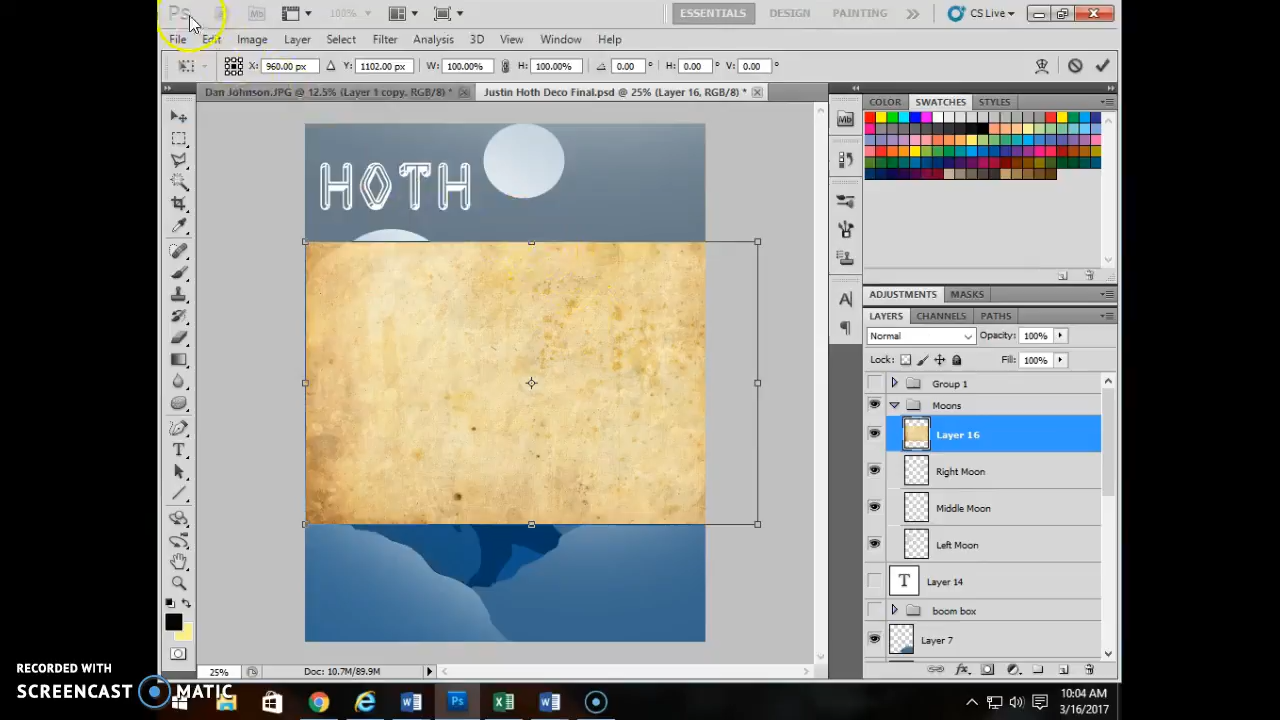 Ps Mb 100% ESSENTIALS DESIGN PAINTING CS Live
File Edit Image Layer Select Filter Analysis 3D View Window Help
X: 960.00 px Y: 1102.00 px W: 100.00% H: 100.00% 0.00 ° H: 0.00 ° V: 0.00 °
Dan Johnson.JPG @ 12.5% (Layer 1 copy, RGB/8) * Justin Hoth Deco Final.psd @ 25% (Layer 16, RGB/8) *
COLOR SWATCHES STYLES
Mb
HOTH
ADJUSTMENTS MASKS
LAYERS CHANNELS PATHS
Normal Opacity: 100%
Lock: Fill: 100%
Group 1
Moons
Layer 16
Right Moon
Middle Moon
Left Moon
T Layer 14
boom box
Layer 7
25% Doc: 10.7M/89.9M
RECORDED WITH
SCREENCAST MATIC
10:04 AM
3/16/2017